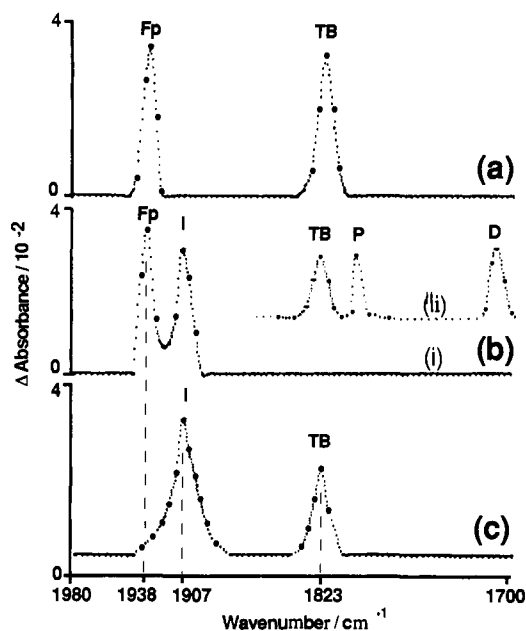 4
Fp
TB
0
(a)
4
Fp
I
TB
P
D
(ii)
(i)
0
(b)
Δ Absorbance / 10 -2
4
I
TB
0
(c)
1980
1938
1907
1823
1700
Wavenumber / cm -1